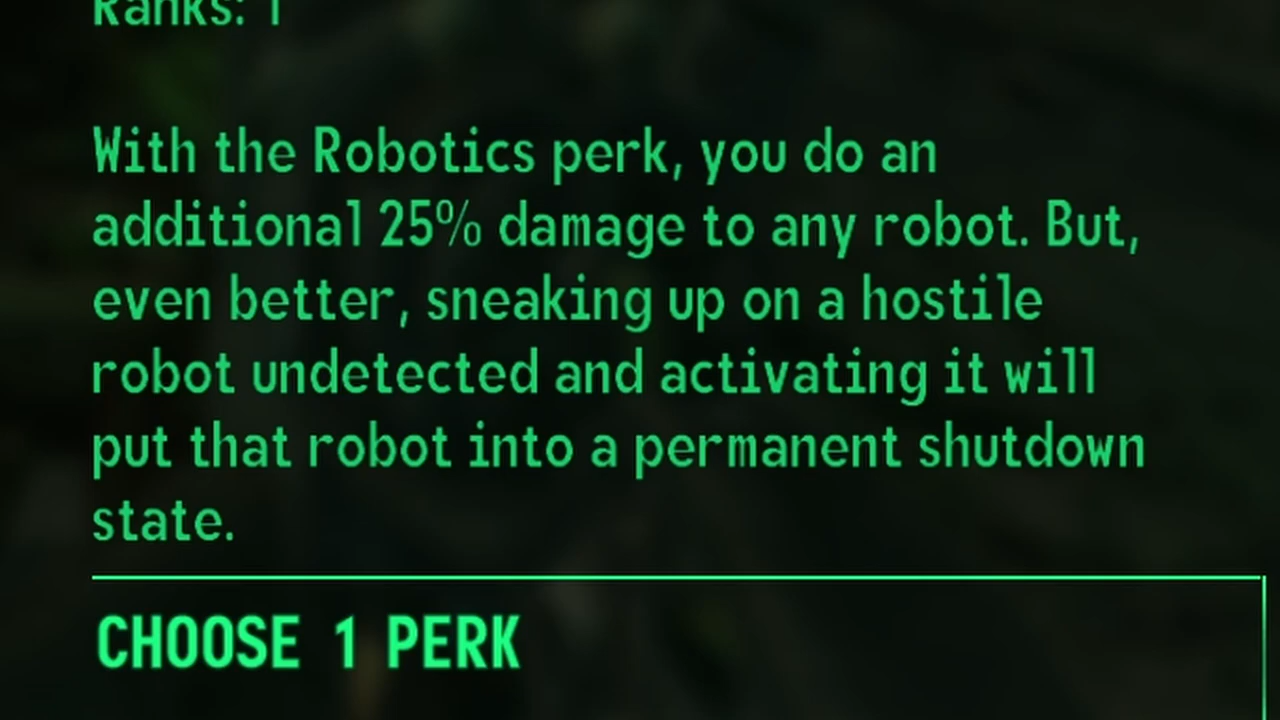 Ranks: 1
With the Robotics perk, you do an
additional 25% damage to any robot. But,
even better, sneaking up on a hostile
robot undetected and activating it will
put that robot into a permanent shutdown
state.
CHOOSE 1 PERK